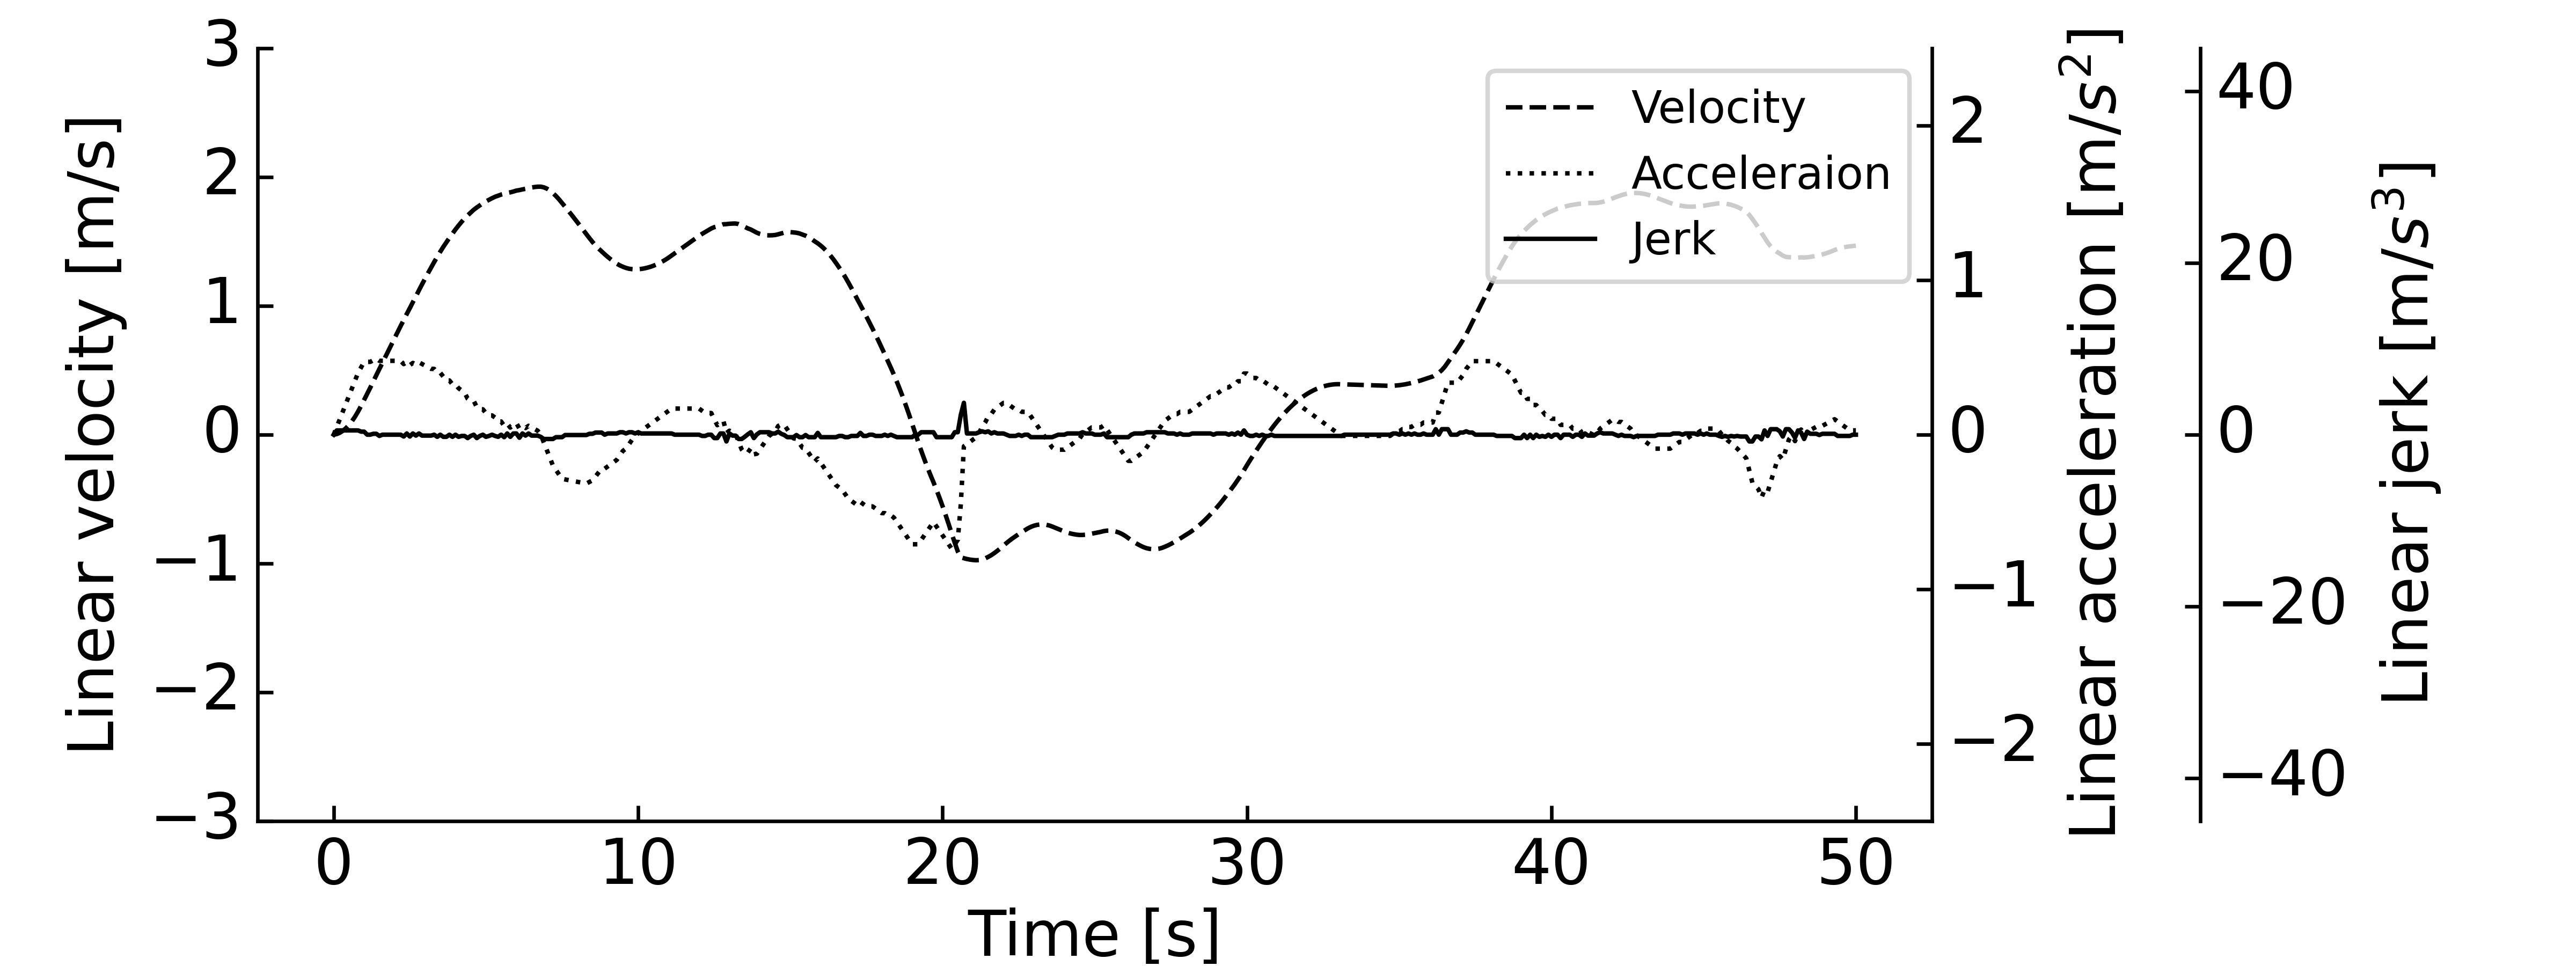 Linear velocity [m/s]
3
2
1
0
−1
−2
−3
0 10 20 30 40 50
Time [s]
Velocity
Acceleraion
Jerk
2
1
0
−1
−2
Linear acceleration [m/s²]
40
20
0
−20
−40
Linear jerk [m/s³]